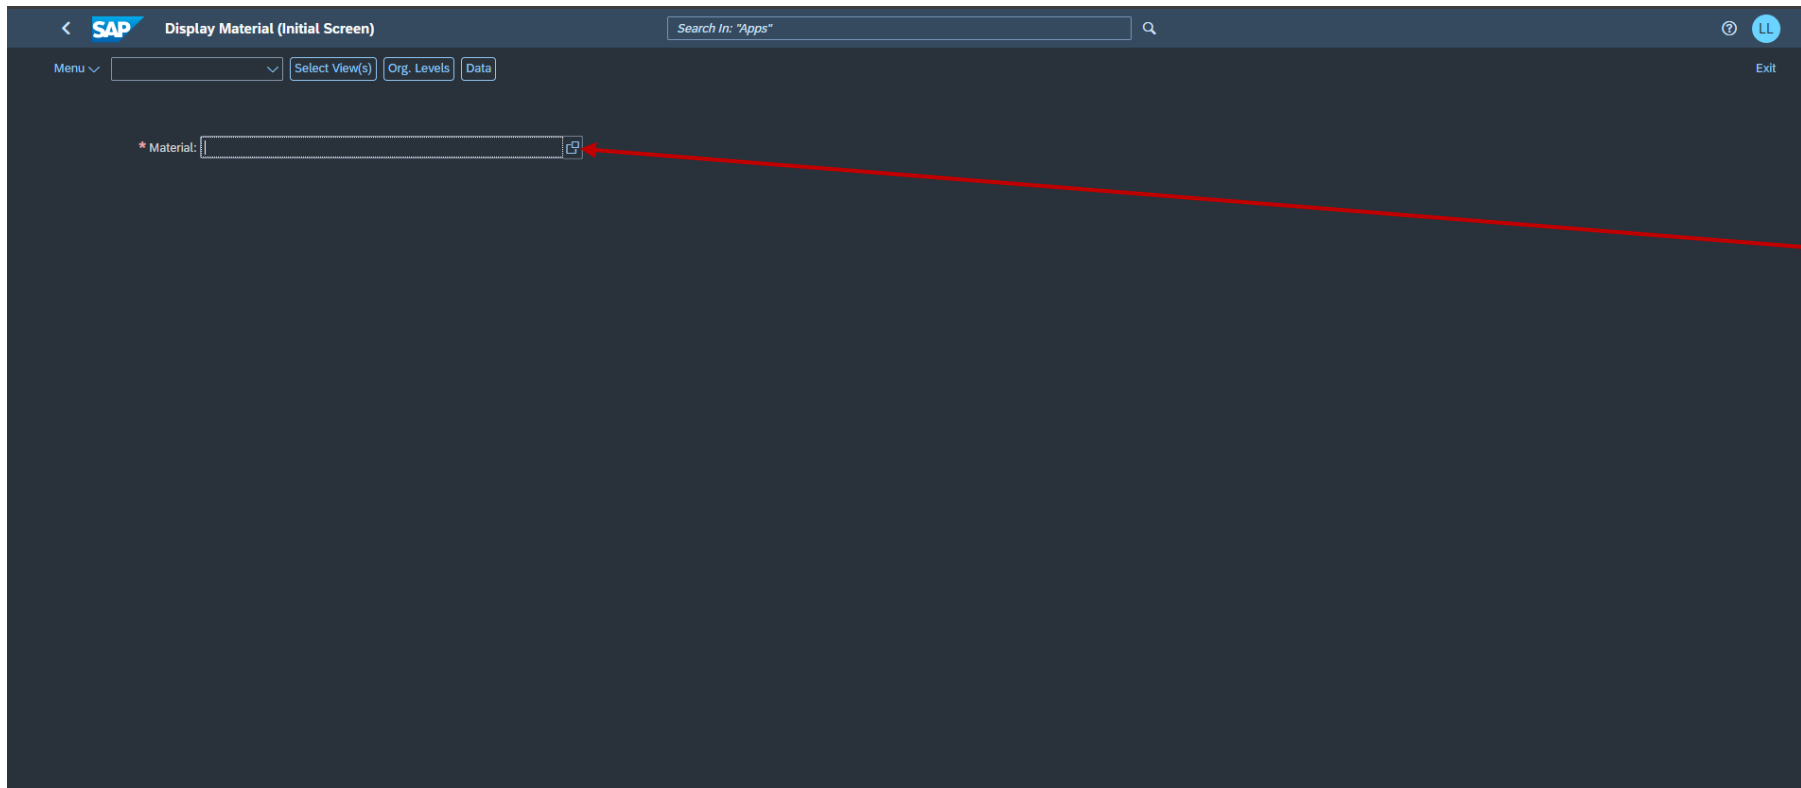 SAP Display Material (Initial Screen) Search In: "Apps" LL
Menu Select View(s) Org. Levels Data Exit
* Material: